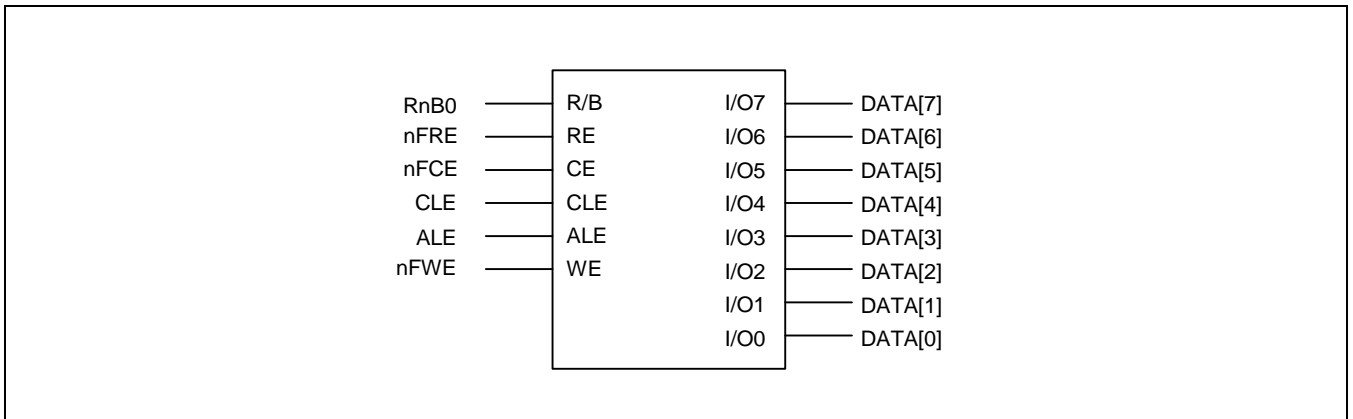 RnB0 R/B I/O7 DATA[7]
nFRE RE I/O6 DATA[6]
nFCE CE I/O5 DATA[5]
CLE CLE I/O4 DATA[4]
ALE ALE I/O3 DATA[3]
nFWE WE I/O2 DATA[2]
I/O1 DATA[1]
I/O0 DATA[0]